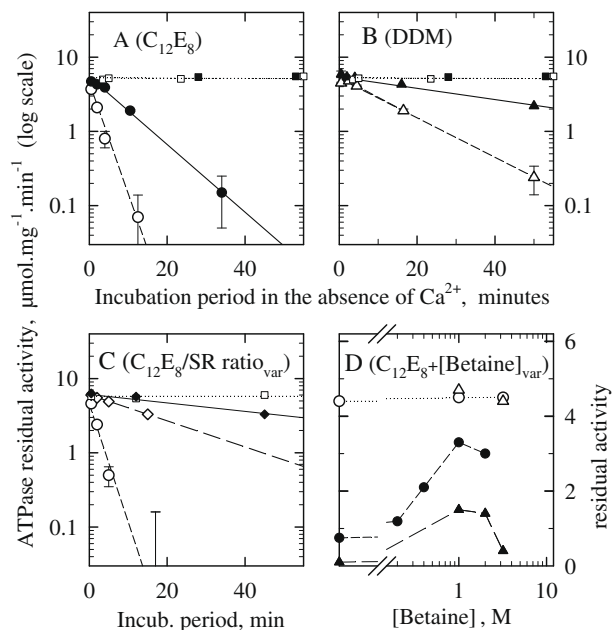 ATPase residual activity, μmol.mg⁻¹.min⁻¹ (log scale)
A (C₁₂E₈)
B (DDM)
10
1
0.1
10
1
0.1
0 20 40
0 20 40
Incubation period in the absence of Ca²⁺, minutes
C (C₁₂E₈/SR ratio_var)
D (C₁₂E₈+[Betaine]_var)
10
1
0.1
6
4
2
0
residual activity
0 20 40
1 10
Incub. period, min
[Betaine] , M